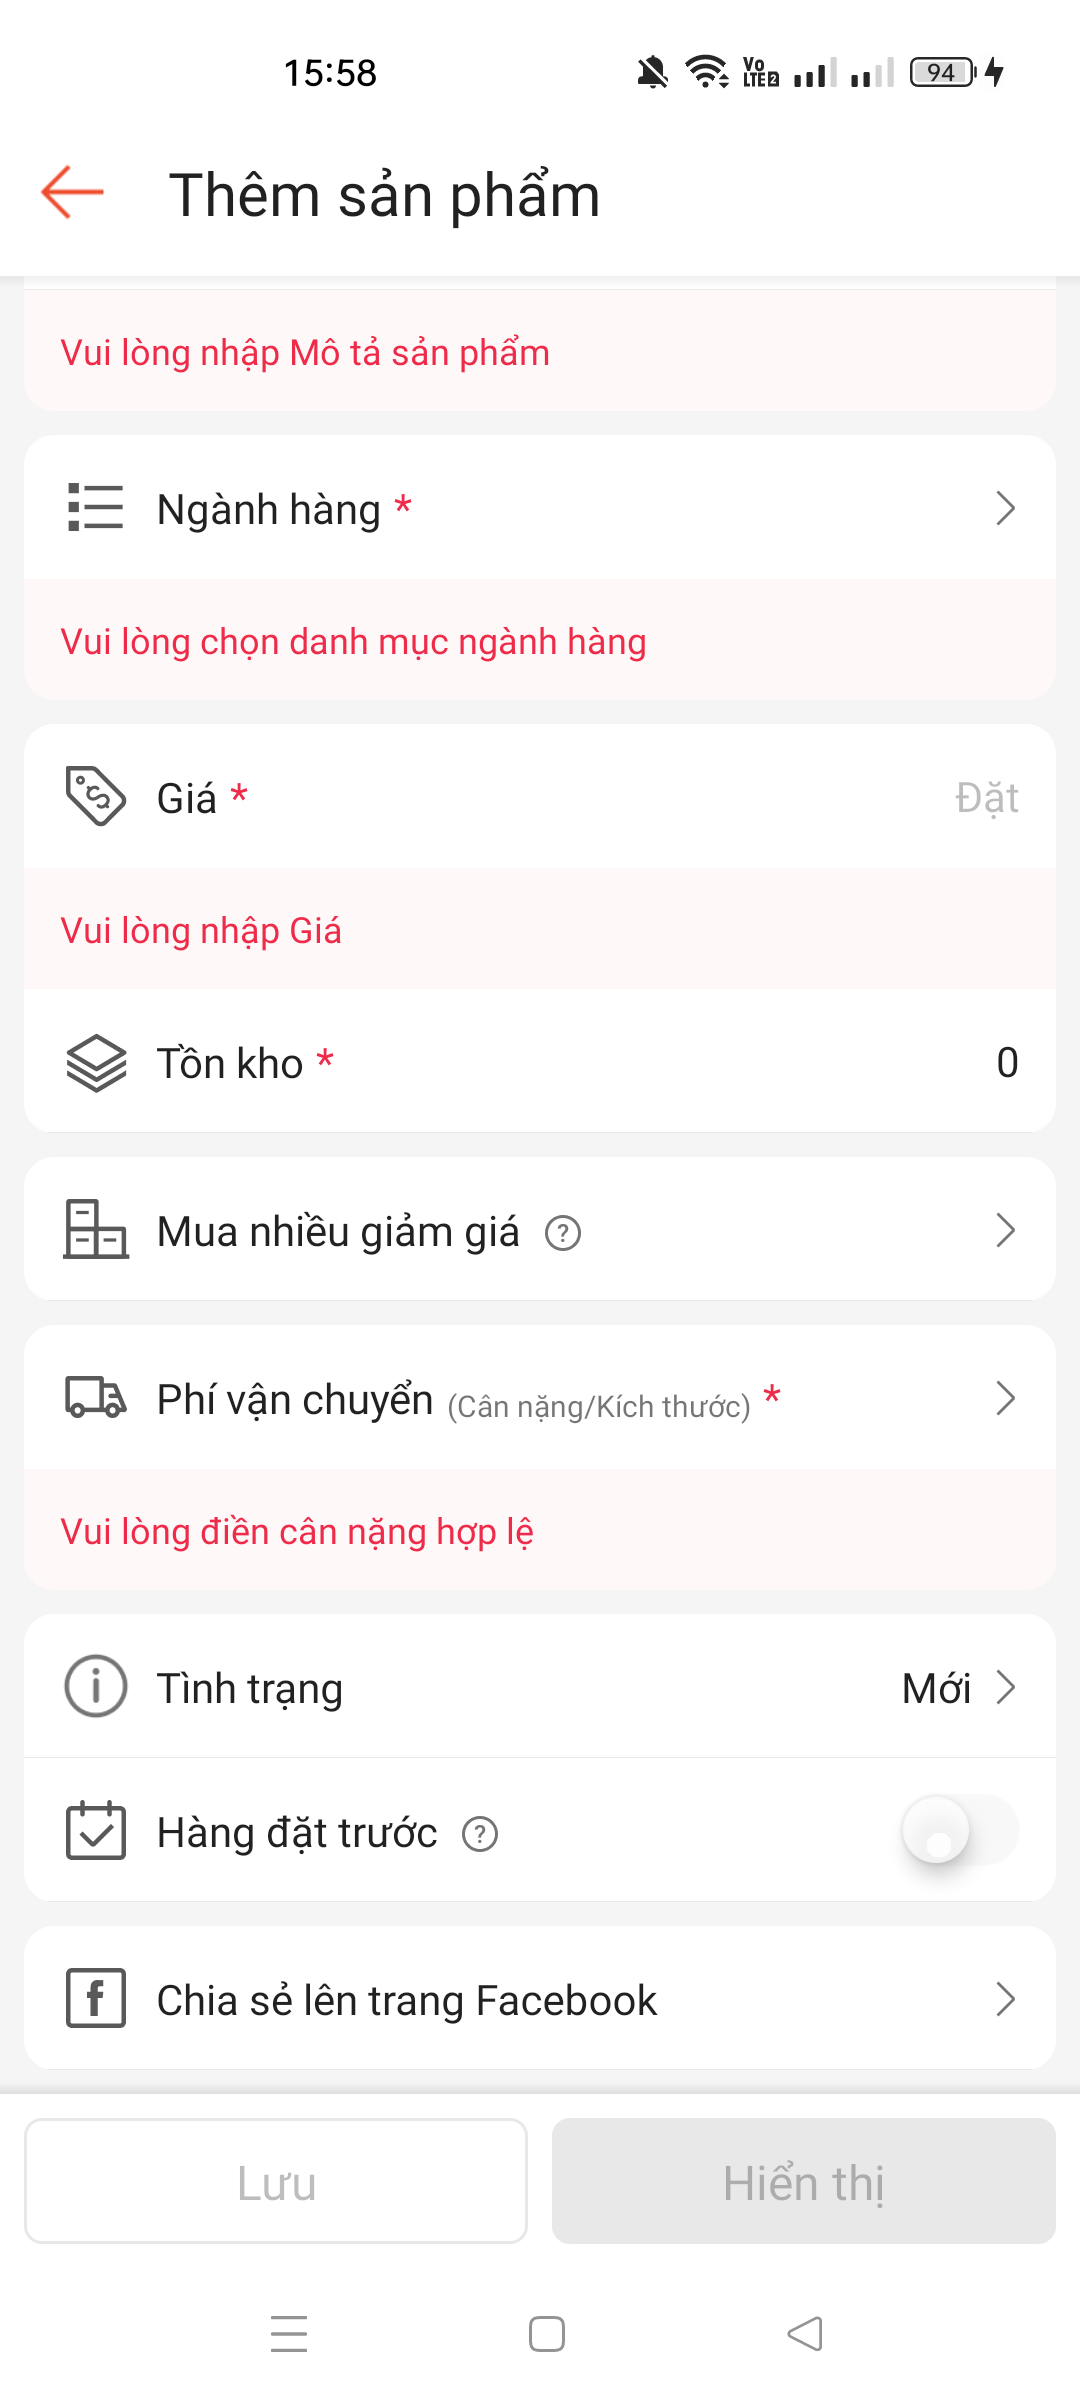 15:58
Vo
LTE 2
94
Thêm sản phẩm
Vui lòng nhập Mô tả sản phẩm
Ngành hàng *
Vui lòng chọn danh mục ngành hàng
Giá *
Đặt
Vui lòng nhập Giá
Tồn kho *
0
Mua nhiều giảm giá ?
Phí vận chuyển (Cân nặng/Kích thước) *
Vui lòng điền cân nặng hợp lệ
Tình trạng
Mới
Hàng đặt trước ?
Chia sẻ lên trang Facebook
Lưu
Hiển thị